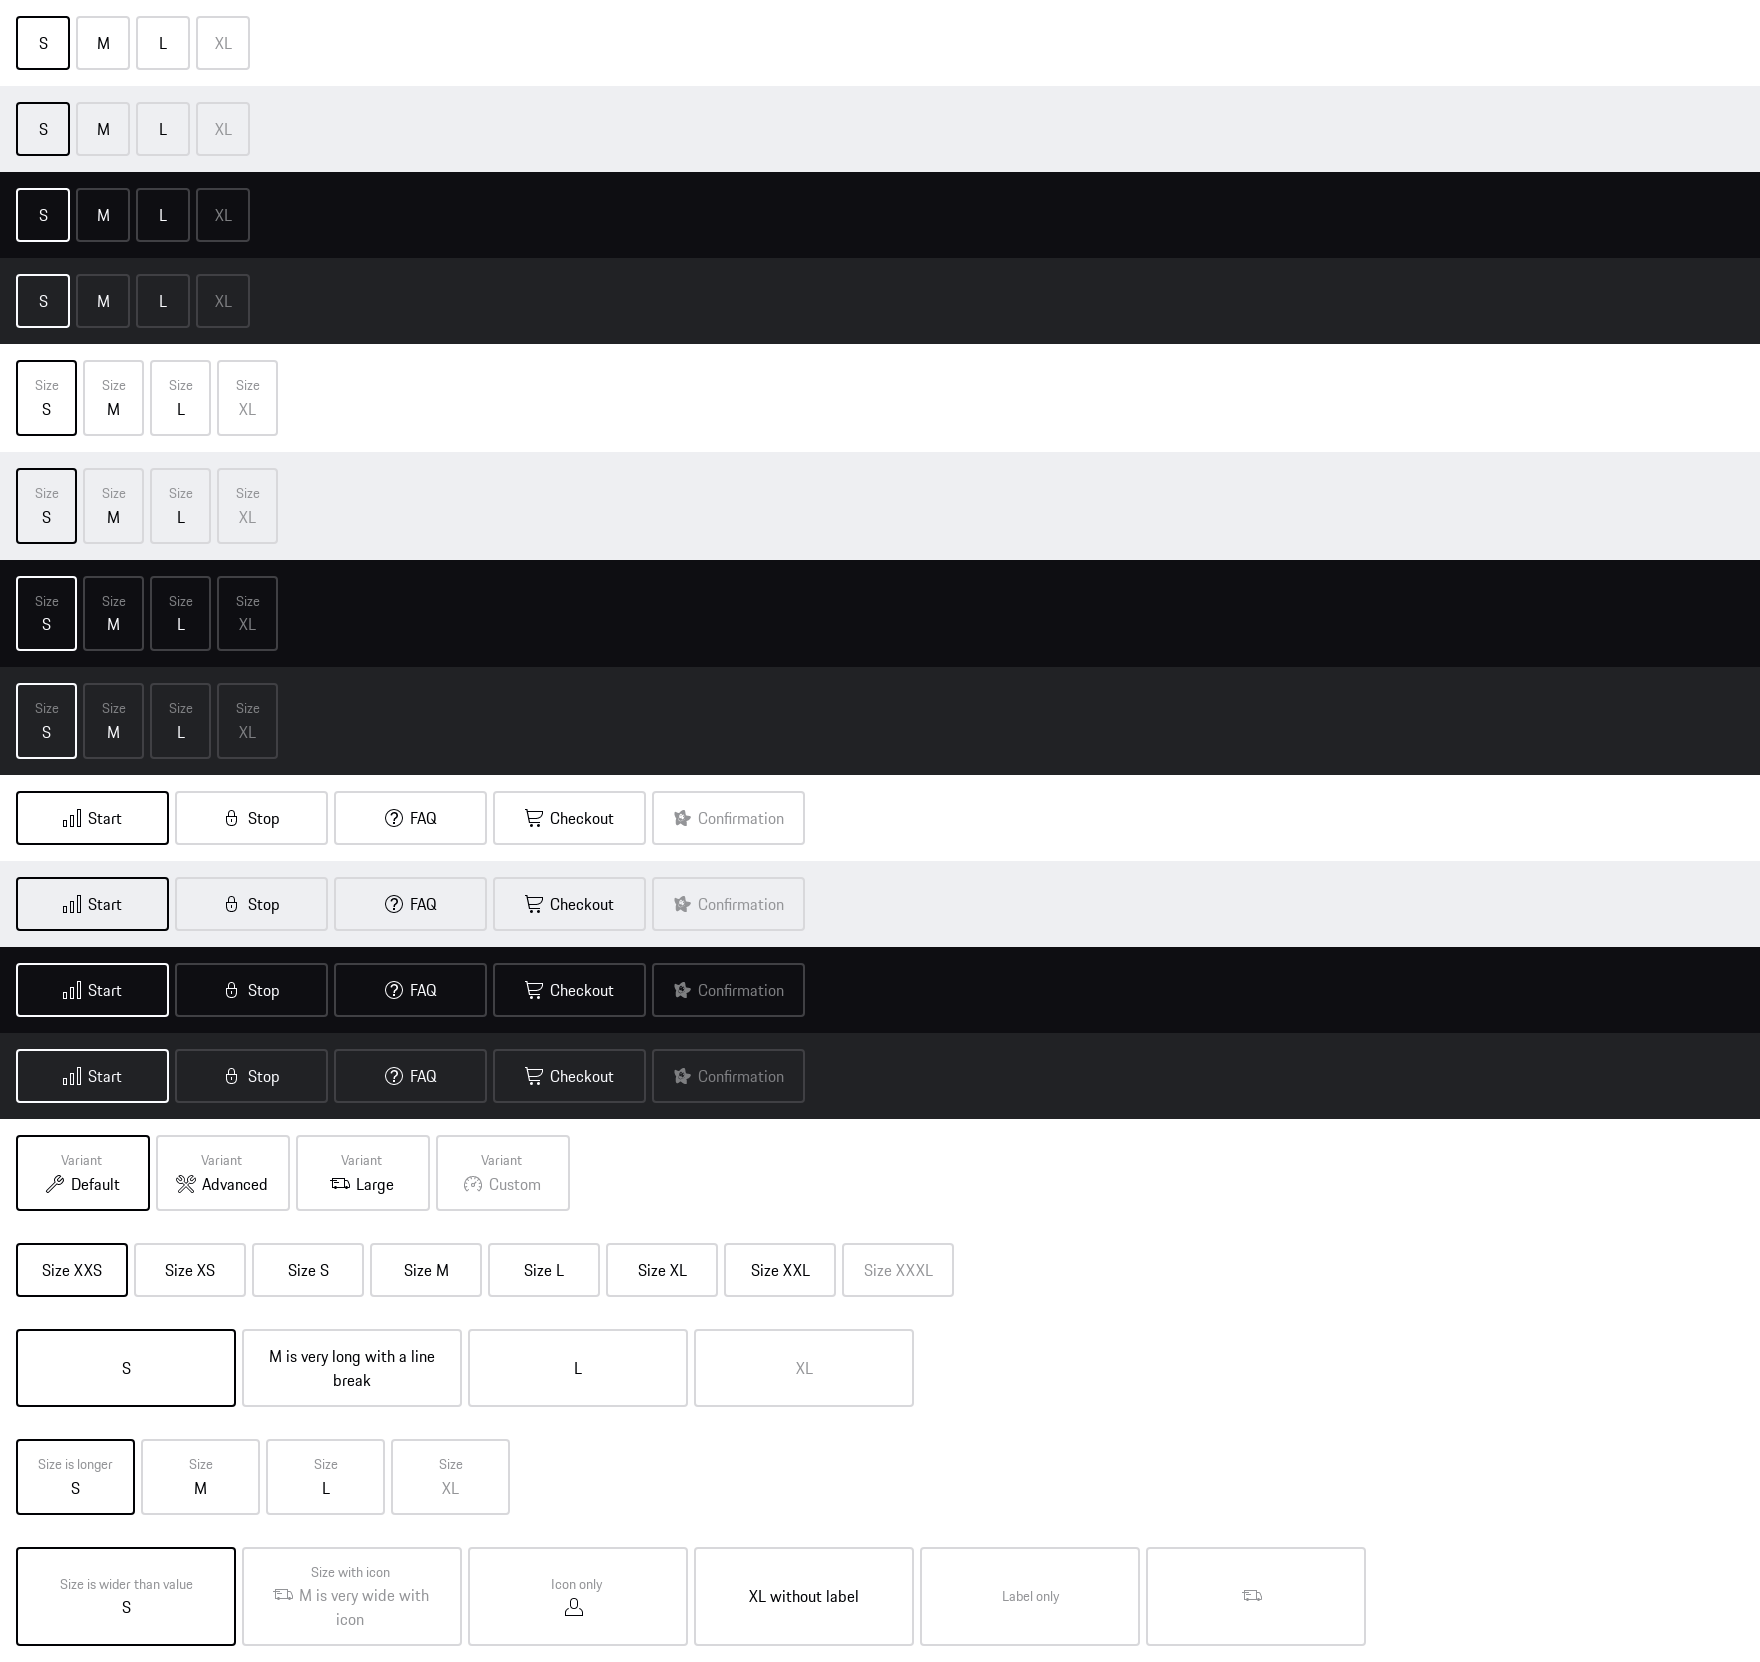 S M L XL
S M L XL
S M L XL
S M L XL
Size Size Size Size
S M L XL
Size Size Size Size
S M L XL
Size Size Size Size
S M L XL
Size Size Size Size
S M L XL
Start Stop FAQ Checkout Confirmation
Start Stop FAQ Checkout Confirmation
Start Stop FAQ Checkout Confirmation
Start Stop FAQ Checkout Confirmation
Variant Variant Variant Variant
Default Advanced Large Custom
Size XXS Size XS Size S Size M Size L Size XL Size XXL Size XXXL
S
M is very long with a line
break
L
XL
Size is longer Size Size Size
S M L XL
Size is wider than value
S
Size with icon
M is very wide with
icon
Icon only
XL without label
Label only